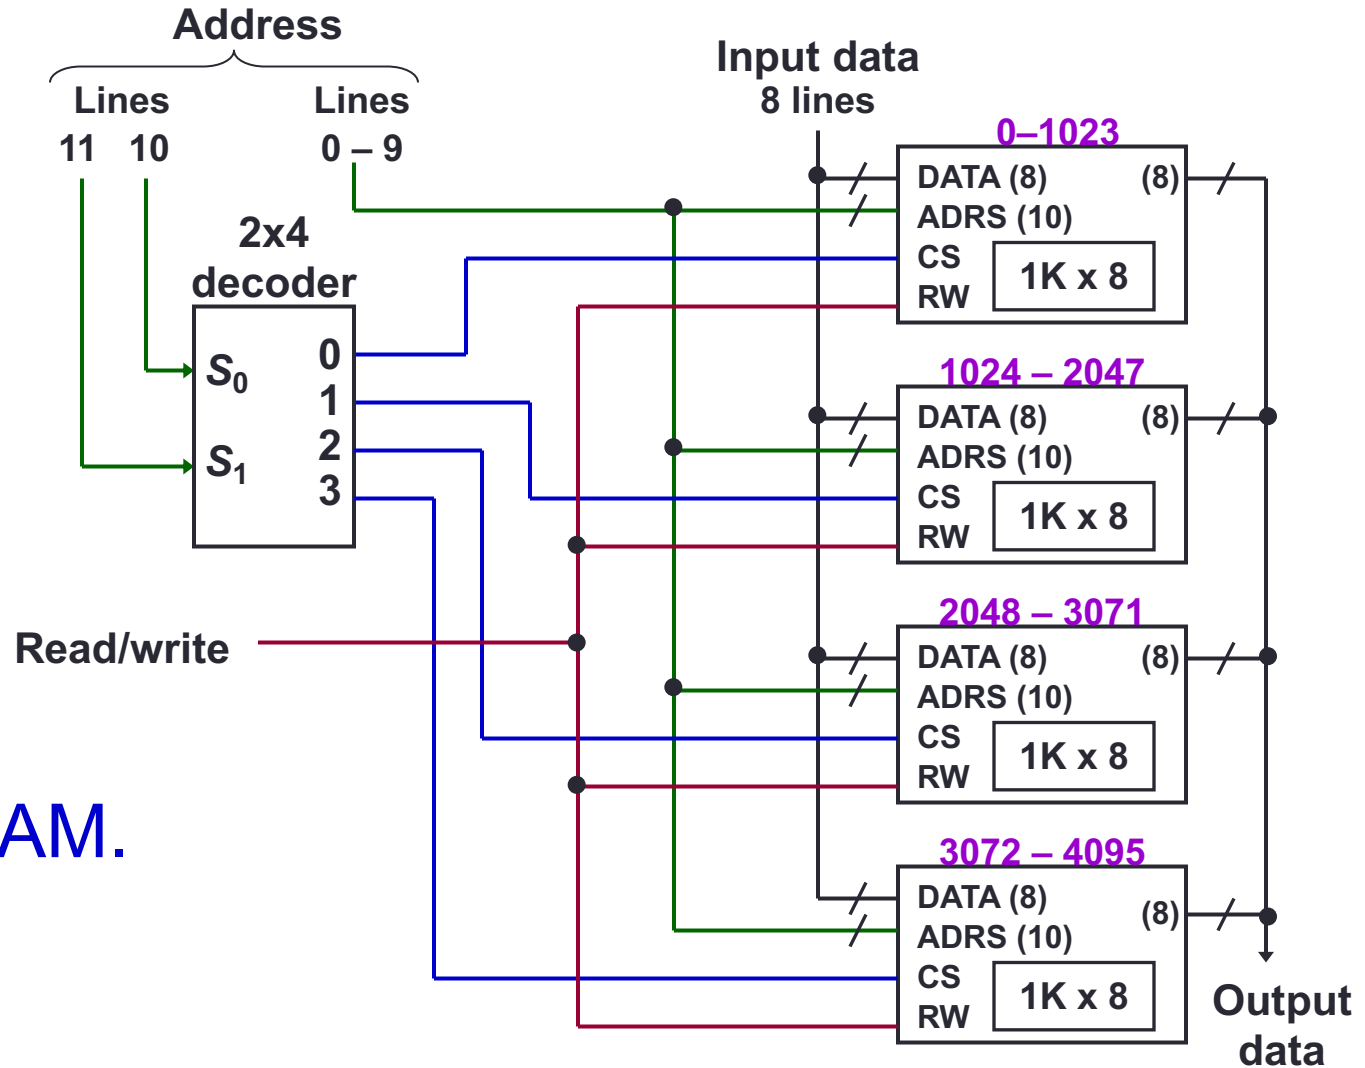 Address
Lines Lines
11 10 0 – 9
2x4
decoder
S0 0
1
2
S1 3
Read/write
AM.
Input data
8 lines
0–1023
DATA (8) (8)
ADRS (10)
CS
RW
1K x 8
1024 – 2047
DATA (8) (8)
ADRS (10)
CS
RW
1K x 8
2048 – 3071
DATA (8) (8)
ADRS (10)
CS
RW
1K x 8
3072 – 4095
DATA (8) (8)
ADRS (10)
CS
RW
1K x 8
Output
data